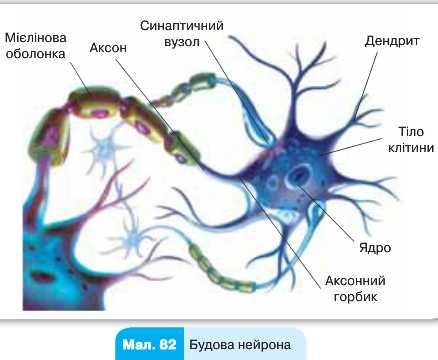 Мієлінова
оболонка
Аксон
Синаптичний
вузол
Дендрит
Тіло
клітини
Ядро
Аксонний
горбик
Мал. 82 Будова нейрона